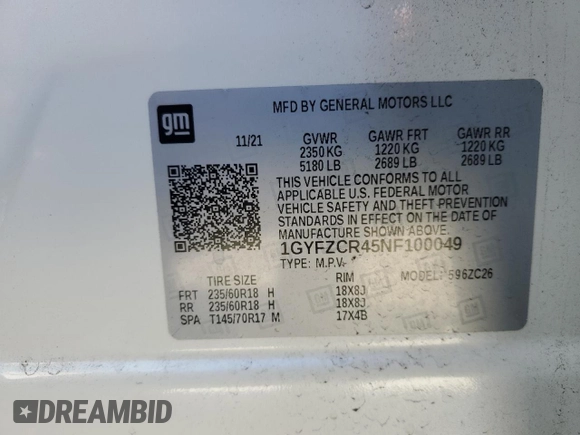 MFD BY GENERAL MOTORS LLC
gm
11/21 GVWR GAWR FRT GAWR RR
2350 KG 1220 KG 1220 KG
5180 LB 2689 LB 2689 LB
THIS VEHICLE CONFORMS TO ALL
APPLICABLE U.S. FEDERAL MOTOR
VEHICLE SAFETY AND THEFT PREVENTION
STANDARDS IN EFFECT ON THE DATE OF
MANUFACTURE SHOWN ABOVE.
1GYFZCR45NF100049
TYPE: M.P.V. MODEL: 596ZC26
TIRE SIZE RIM
FRT 235/60R18 H 18X8J
RR 235/60R18 H 18X8J
SPA T145/70R17 M 17X4B
DREAMBID